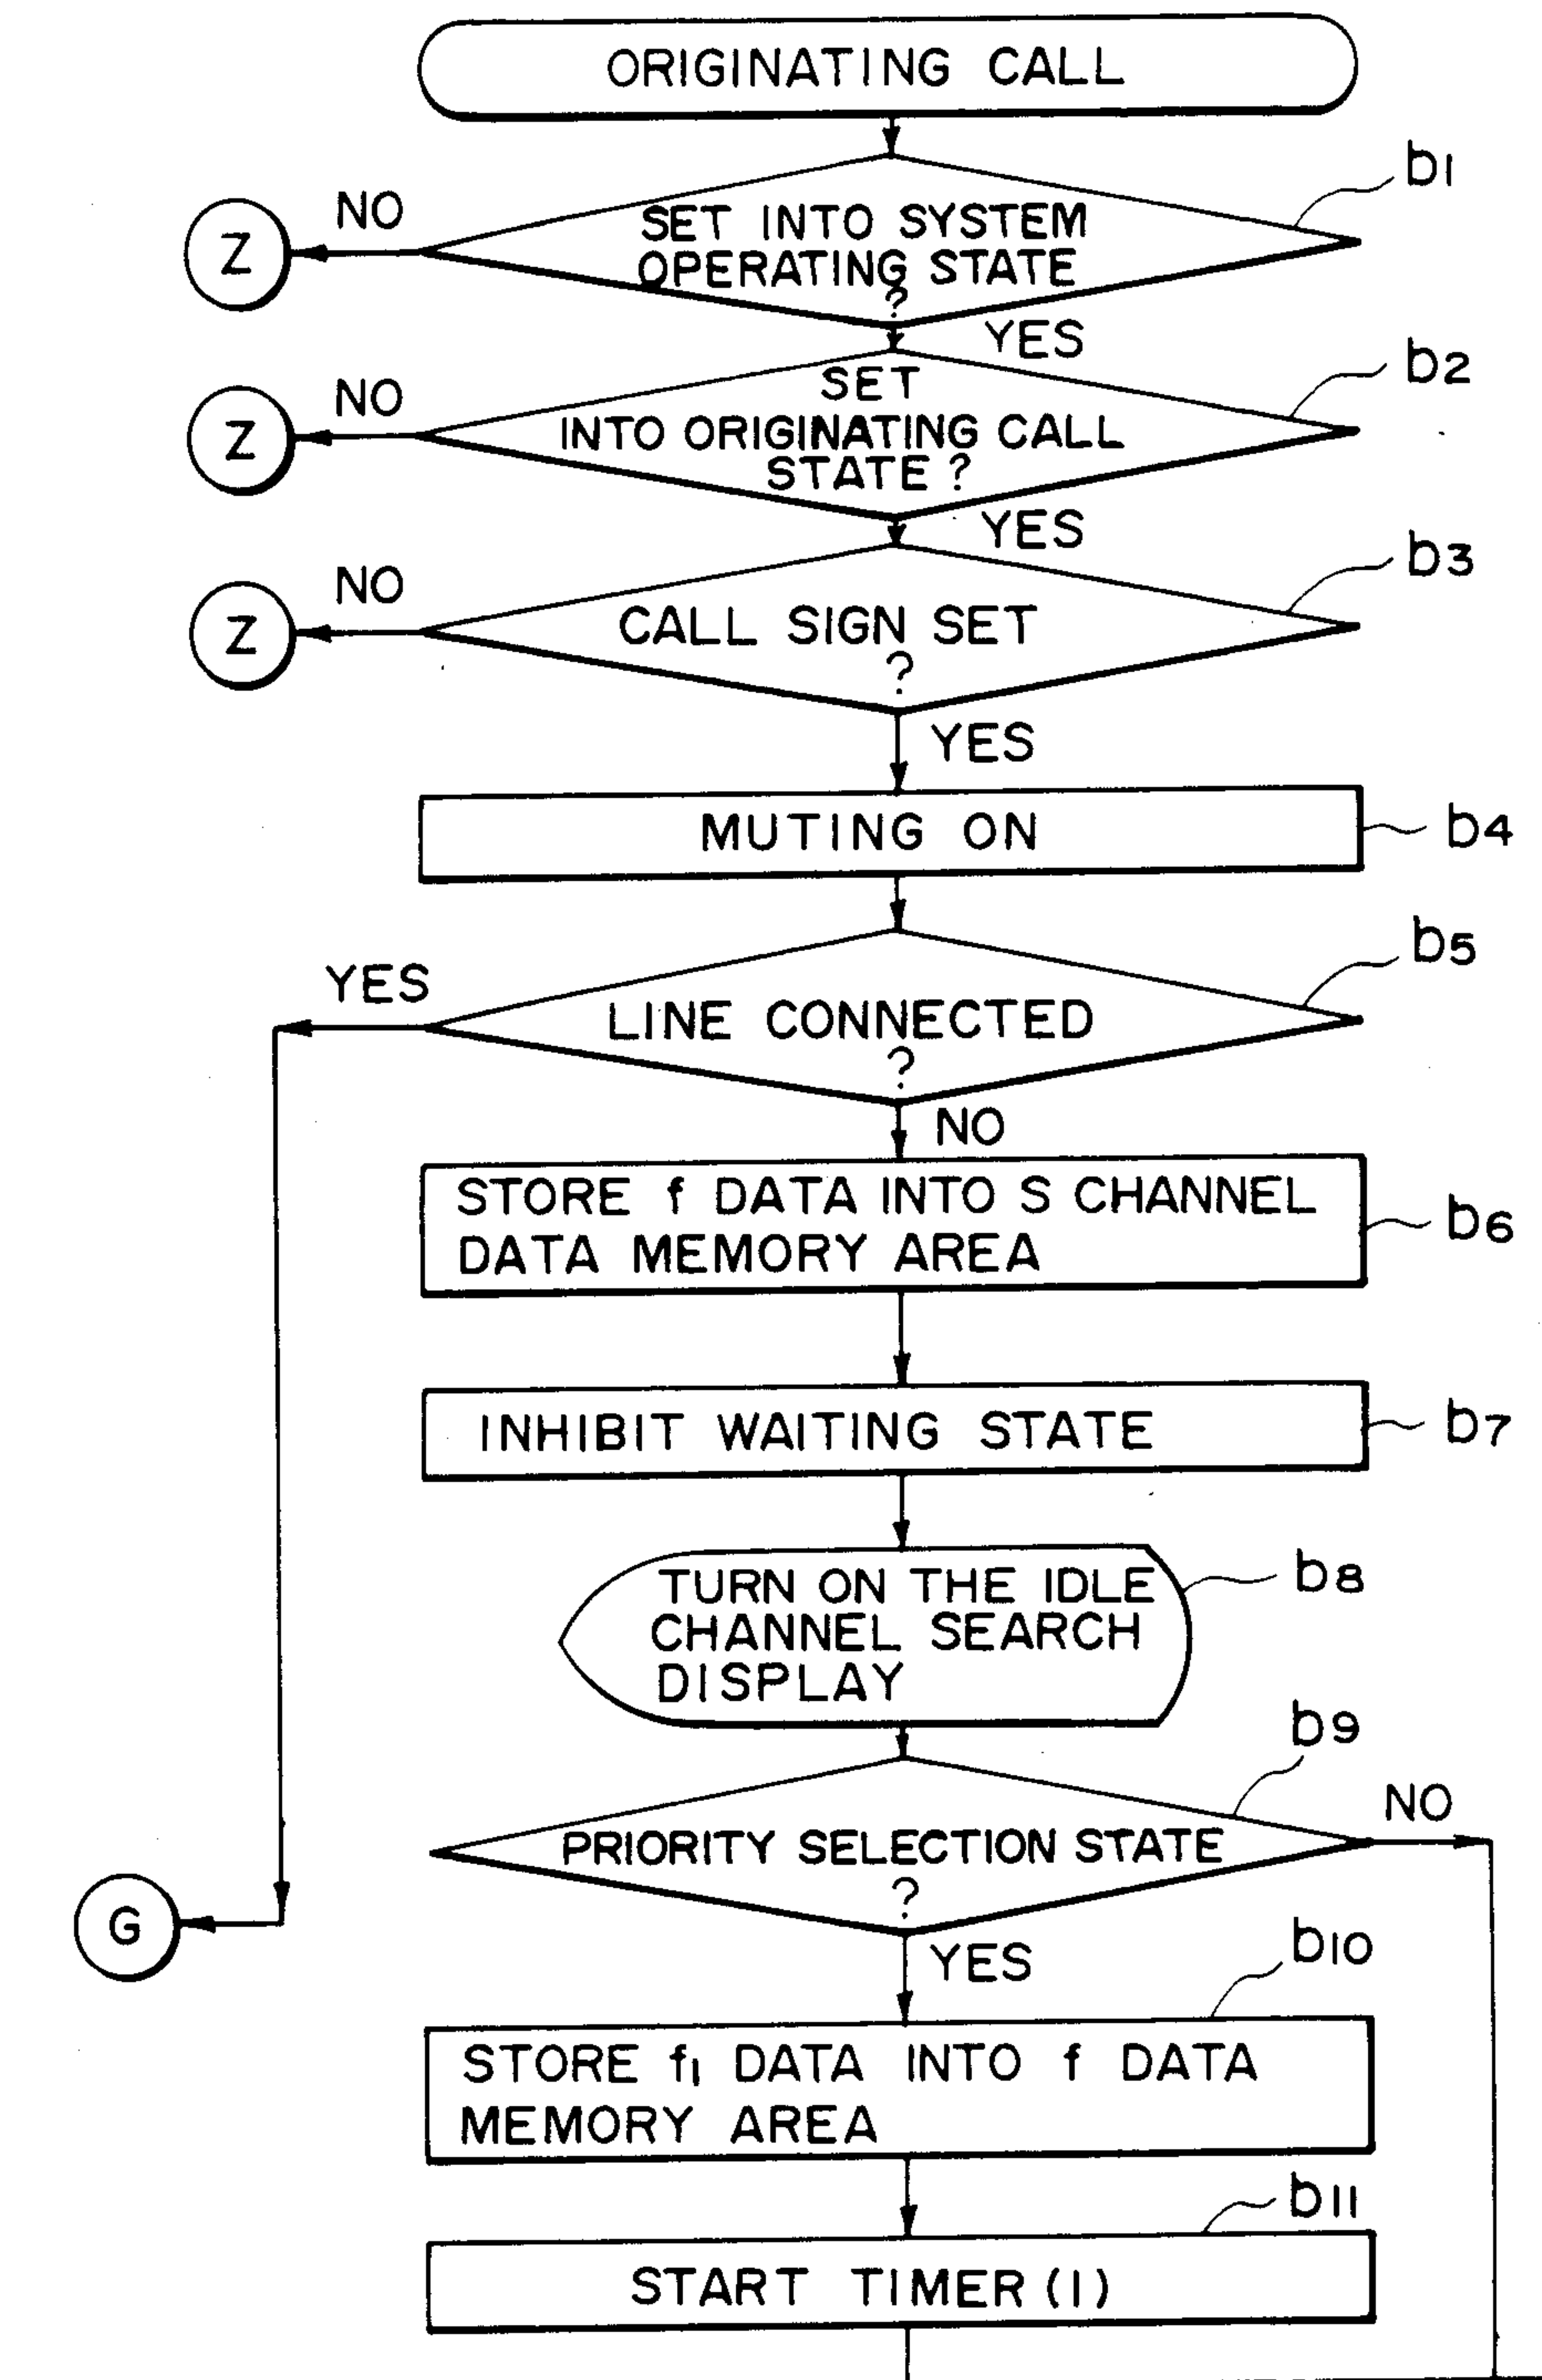 ORIGINATING CALL
b1
NO
SET INTO SYSTEM
Z
OPERATING STATE
?
YES
b2
SET
NO
Z
INTO ORIGINATING CALL
STATE ?
YES
b3
NO
CALL SIGN SET
Z
?
YES
MUTING ON
b4
b5
YES
LINE CONNECTED
?
NO
STORE f DATA INTO S CHANNEL
DATA MEMORY AREA
b6
INHIBIT WAITING STATE
b7
TURN ON THE IDLE
CHANNEL SEARCH
DISPLAY
b8
b9
NO
PRIORITY SELECTION STATE
?
G
YES
b10
STORE f1 DATA INTO f DATA
MEMORY AREA
b11
START TIMER (1)